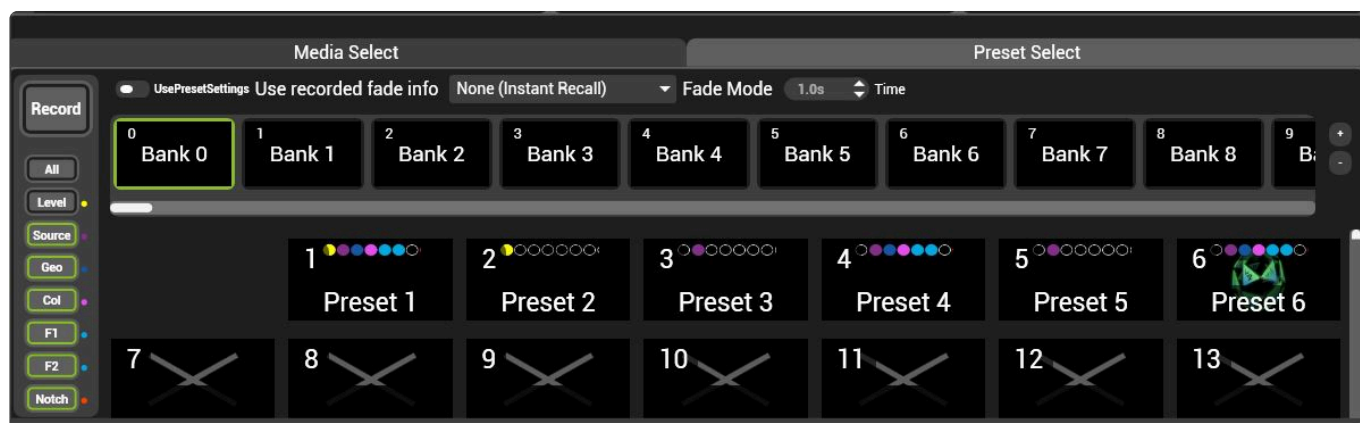 Media Select
Preset Select
Record
UsePresetSettings Use recorded fade info None (Instant Recall) Fade Mode 1.0s Time
0 1 2 3 4 5 6 7 8 9
Bank 0 Bank 1 Bank 2 Bank 3 Bank 4 Bank 5 Bank 6 Bank 7 Bank 8
+
-
All
Level
Source
Geo
Col
F1
F2
Notch
1 2 3 4 5 6
Preset 1 Preset 2 Preset 3 Preset 4 Preset 5 Preset 6
7 8 9 10 11 12 13